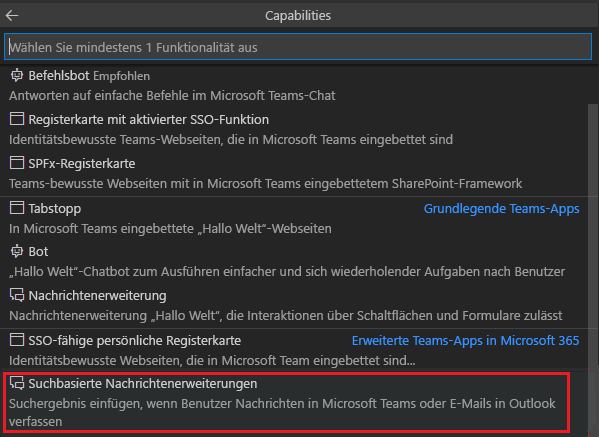 Capabilities
Wählen Sie mindestens 1 Funktionalität aus
Befehlsbot Empfohlen
Antworten auf einfache Befehle im Microsoft Teams-Chat
Registerkarte mit aktivierter SSO-Funktion
Identitätsbewusste Teams-Webseiten, die in Microsoft Teams eingebettet sind
SPFx-Registerkarte
Teams-bewusste Webseiten mit in Microsoft Teams eingebettetem SharePoint-Framework
Tabstopp Grundlegende Teams-Apps
In Microsoft Teams eingebettete „Hallo Welt“-Webseiten
Bot
„Hallo Welt“-Chatbot zum Ausführen einfacher und sich wiederholender Aufgaben nach Benutzer
Nachrichtenerweiterung
Nachrichtenerweiterung „Hallo Welt“, die Interaktionen über Schaltflächen und Formulare zulässt
SSO-fähige persönliche Registerkarte Erweiterte Teams-Apps in Microsoft 365
Identitätsbewusste Webseiten, die in Microsoft Team eingebettet sind...
Suchbasierte Nachrichtenerweiterungen
Suchergebnis einfügen, wenn Benutzer Nachrichten in Microsoft Teams oder E-Mails in Outlook
verfassen